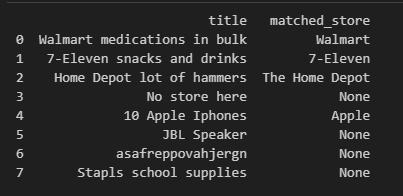 title matched_store
0 Walmart medications in bulk Walmart
1 7-Eleven snacks and drinks 7-Eleven
2 Home Depot lot of hammers The Home Depot
3 No store here None
4 10 Apple Iphones Apple
5 JBL Speaker None
6 asafreppovahjergn None
7 Stapls school supplies None